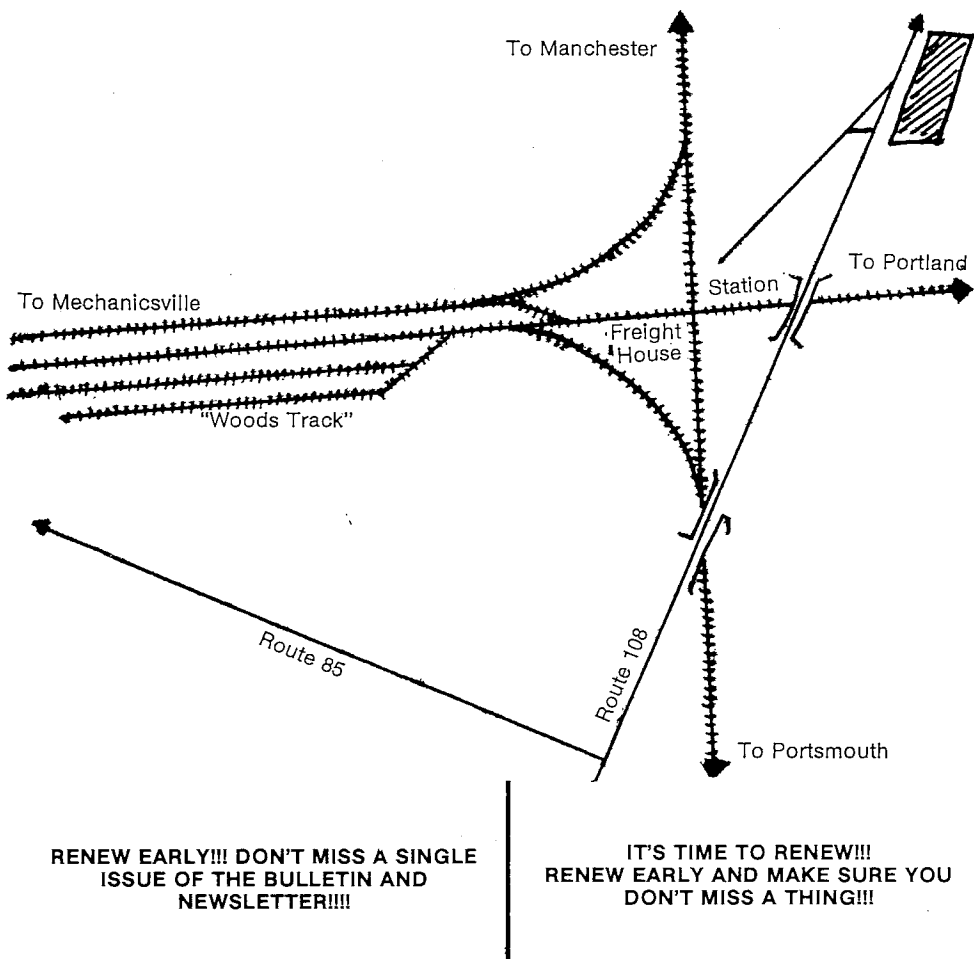 To Manchester
To Portland
Station
To Mechanicsville
Freight
House
"Woods Track"
Route 85
Route 108
To Portsmouth
RENEW EARLY!!! DON'T MISS A SINGLE
ISSUE OF THE BULLETIN AND
NEWSLETTER!!!!
IT'S TIME TO RENEW!!!
RENEW EARLY AND MAKE SURE YOU
DON'T MISS A THING!!!